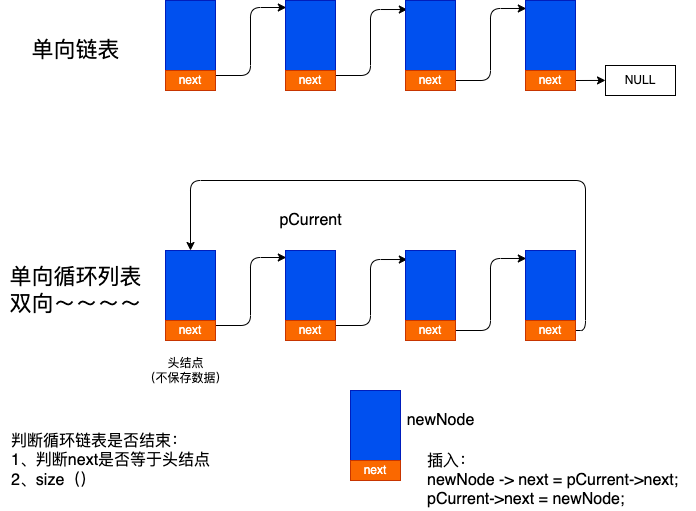 单向链表
next
next
next
next
NULL
pCurrent
单向循环列表
双向～～～～
next
next
next
next
头结点
(不保存数据)
newNode
next
判断循环链表是否结束：
1、判断next是否等于头结点
2、size（）
插入：
newNode -> next = pCurrent->next;
pCurrent->next = newNode;